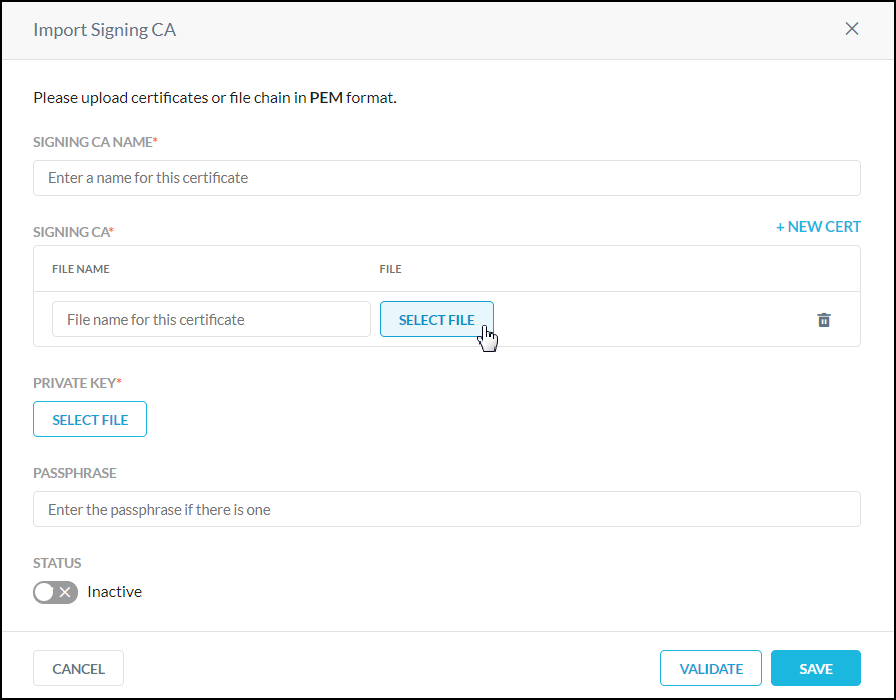 Import Signing CA
Please upload certificates or file chain in PEM format.
SIGNING CA NAME*
Enter a name for this certificate
SIGNING CA*
+ NEW CERT
FILE NAME
FILE
File name for this certificate
SELECT FILE
PRIVATE KEY*
SELECT FILE
PASSPHRASE
Enter the passphrase if there is one
STATUS
Inactive
CANCEL
VALIDATE
SAVE